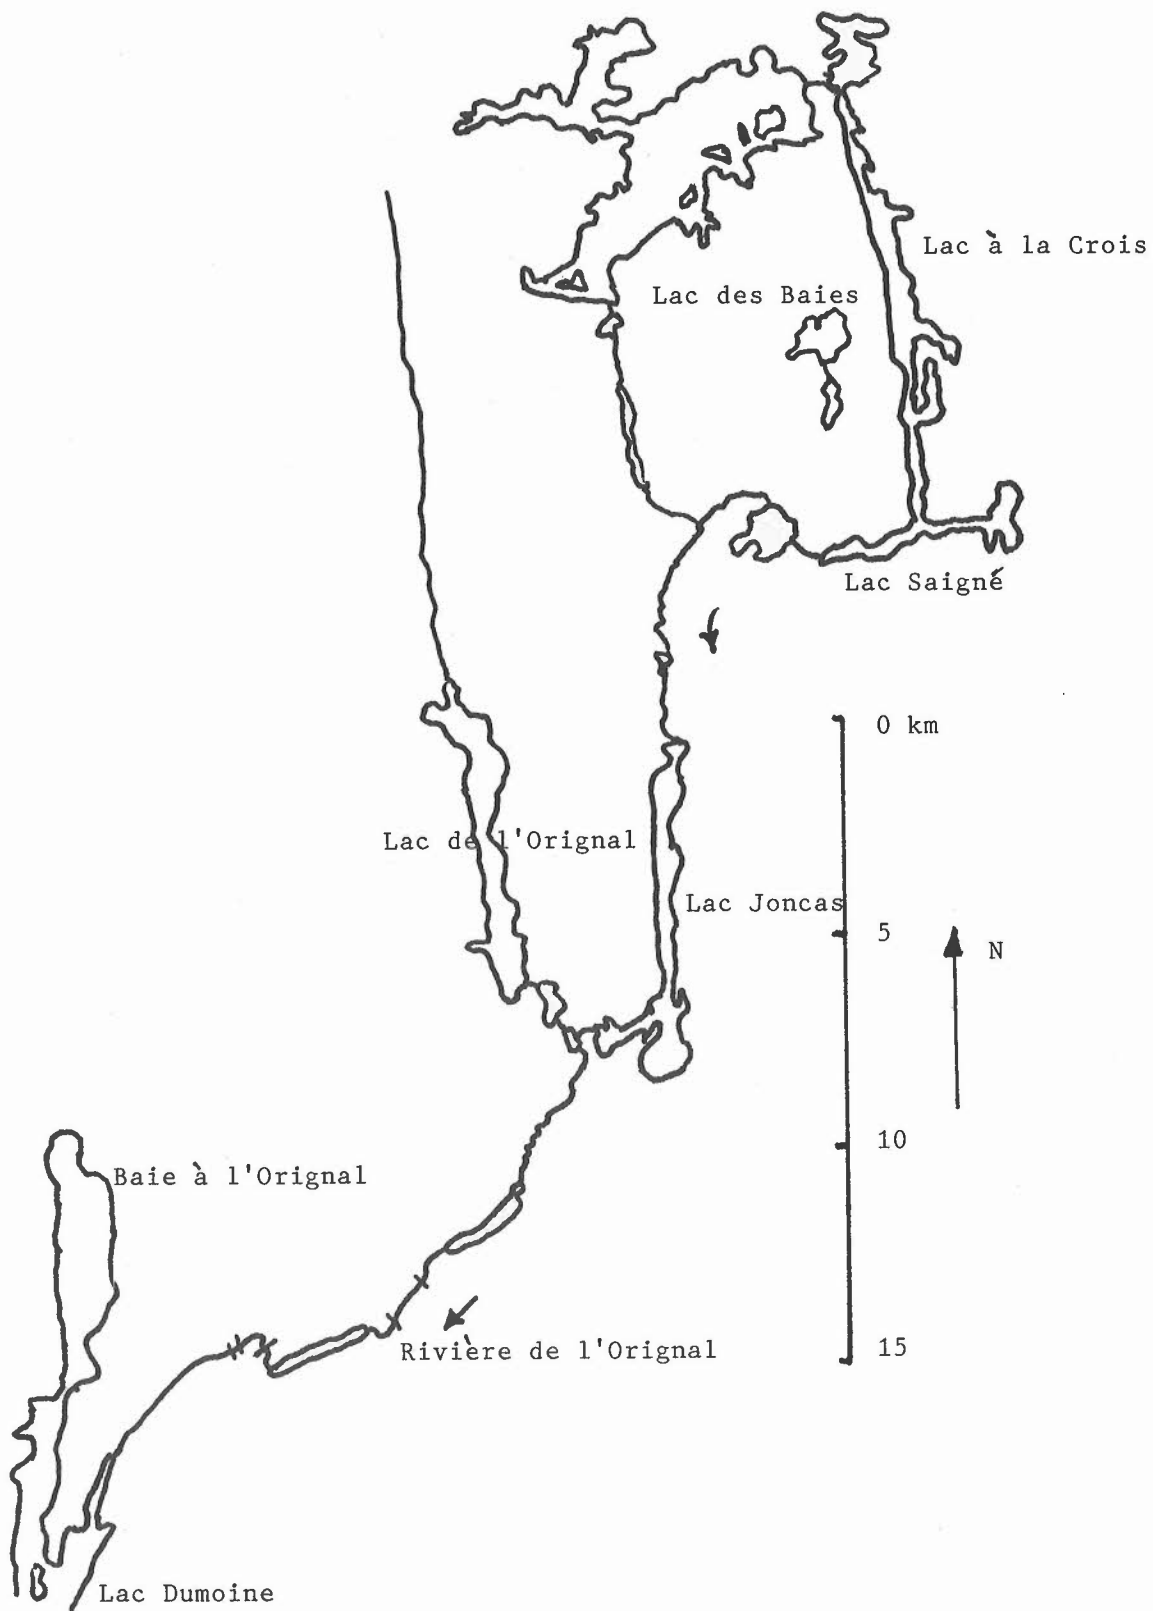 Lac à la Crois
Lac des Baies
Lac Saigné
0 km
Lac de l'Orignal
Lac Joncas
5
N
10
Baie à l'Orignal
Rivière de l'Orignal
15
Lac Dumoine